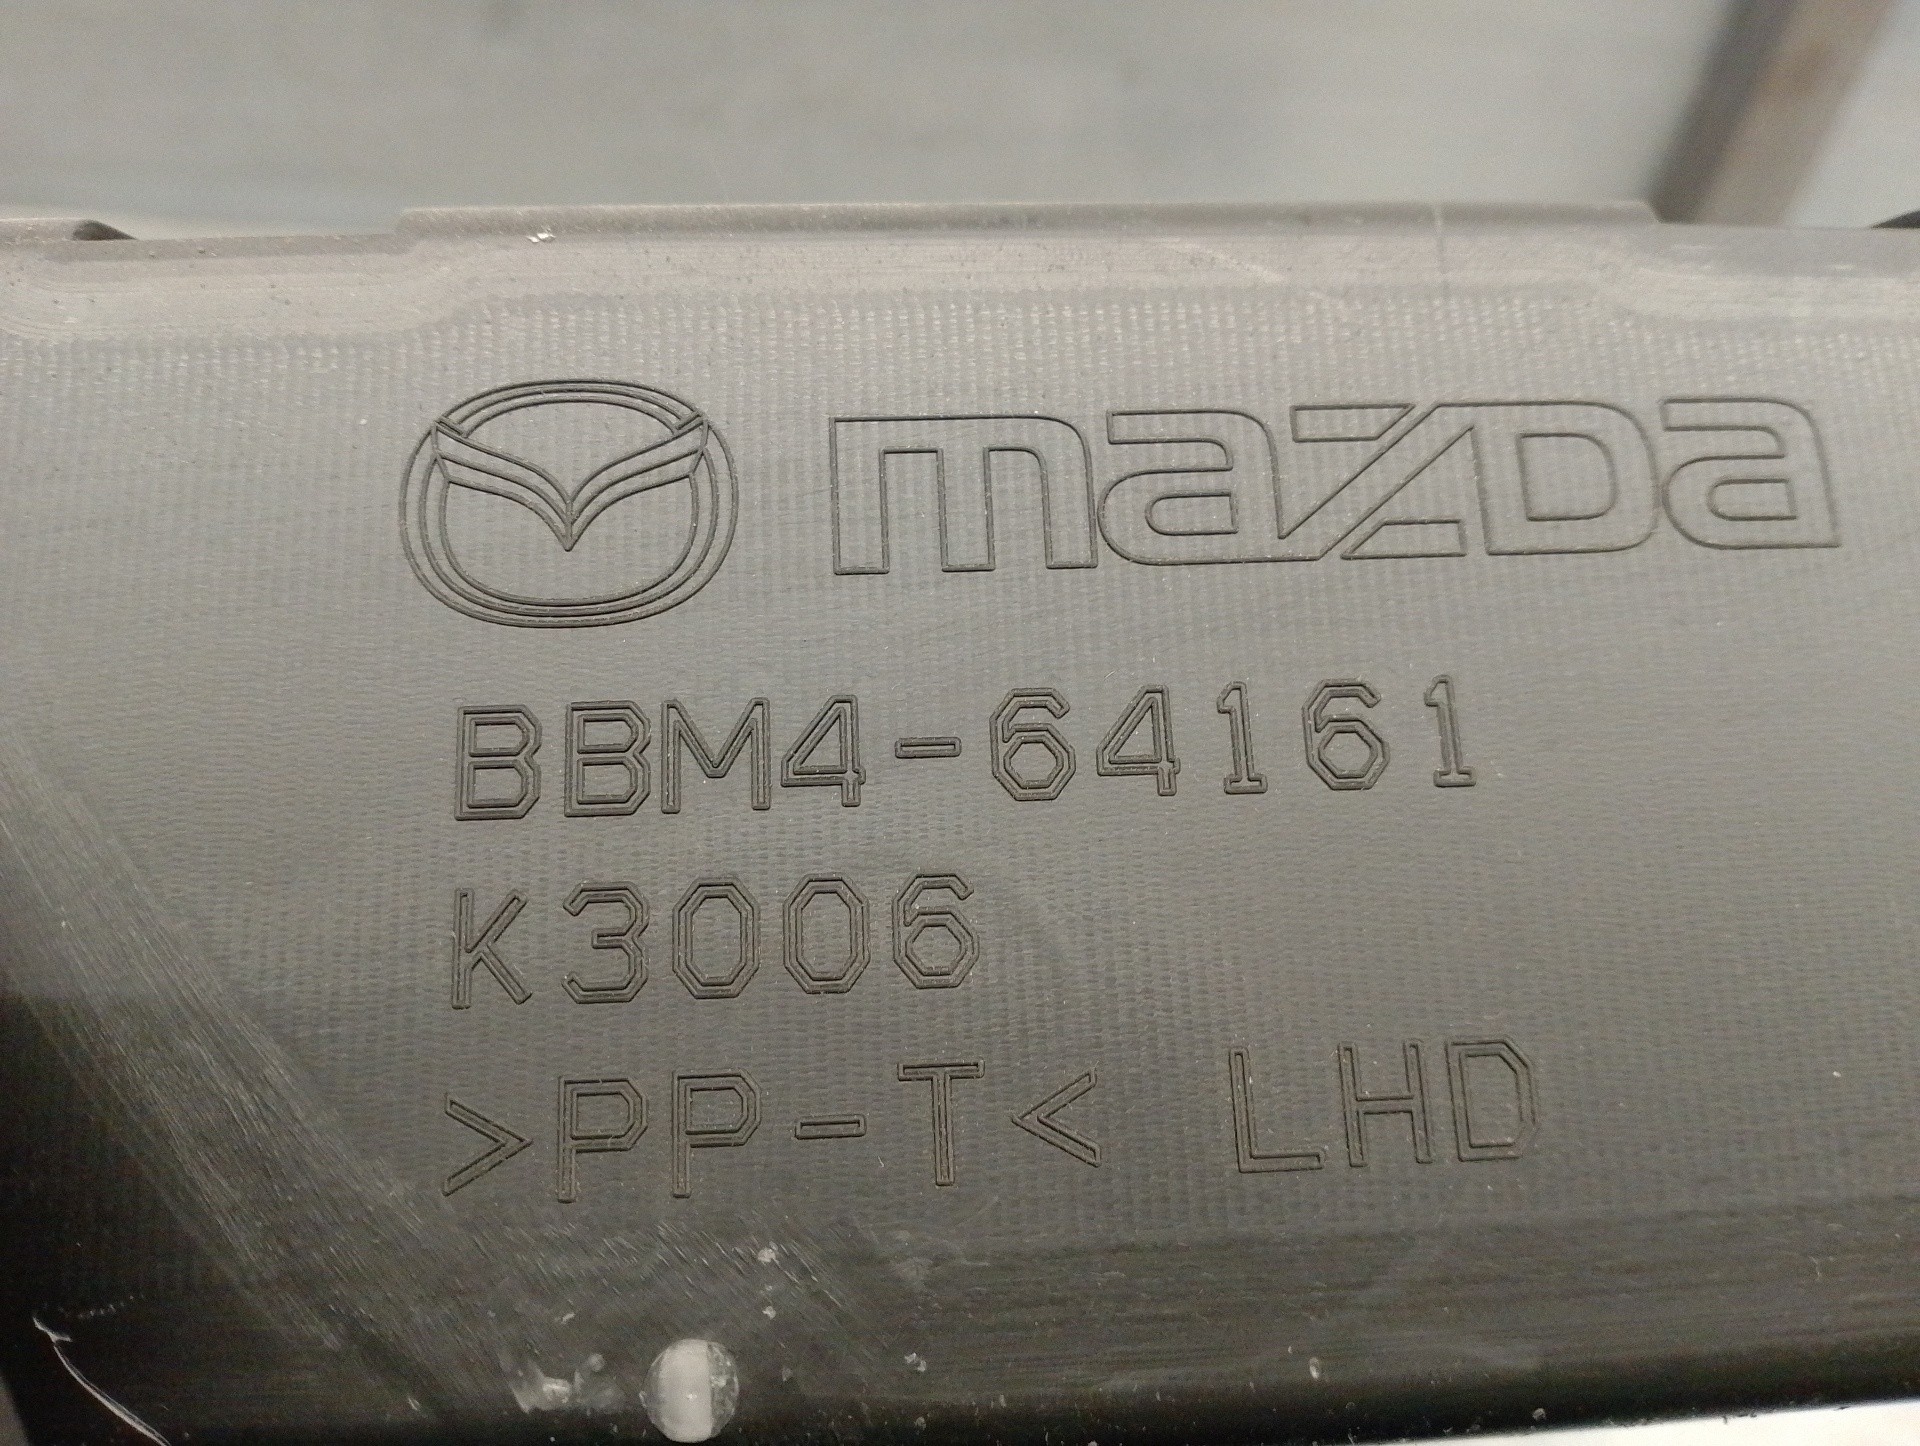 mazda
BBM4-64161
K3006
>PP-T< LHD